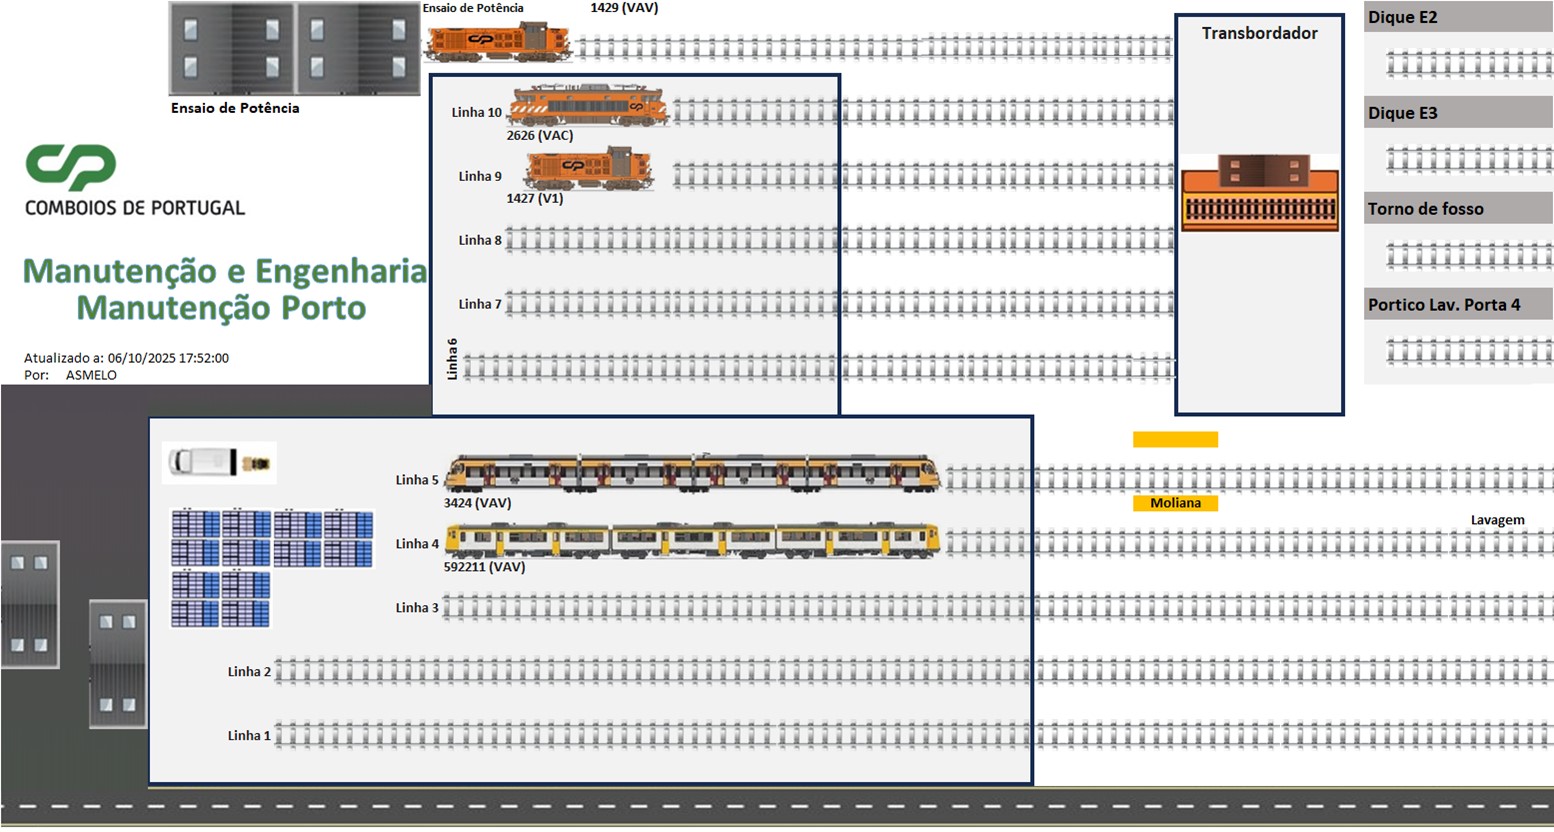 Ensaio de Potência
1429 (VAV)
Ensaio de Potência
Transbordador
Dique E2
Linha 10
2626 (VAC)
Dique E3
Linha 9
1427 (V1)
CP
COMBOIOS DE PORTUGAL
Torno de fosso
Linha 8
Manutenção e Engenharia
Manutenção Porto
Linha 7
Portico Lav. Porta 4
Linha6
Atualizado a: 06/10/2025 17:52:00
Por: ASMELO
Linha 5
3424 (VAV)
Moliana
Lavagem
Linha 4
592211 (VAV)
Linha 3
Linha 2
Linha 1